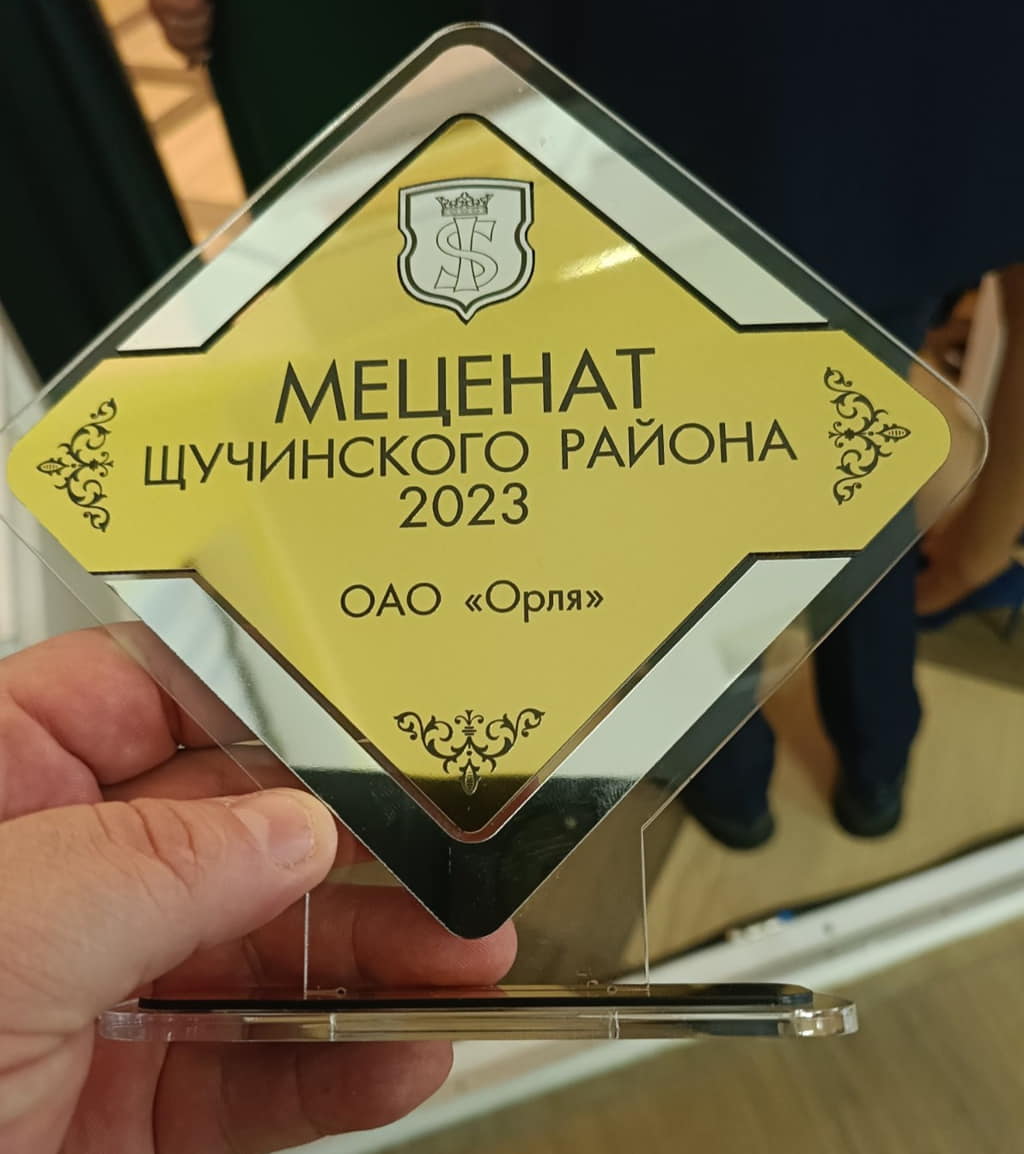 МЕЦЕНАТ
ЩУЧИНСКОГО РАЙОНА
2023
ОАО «Орля»